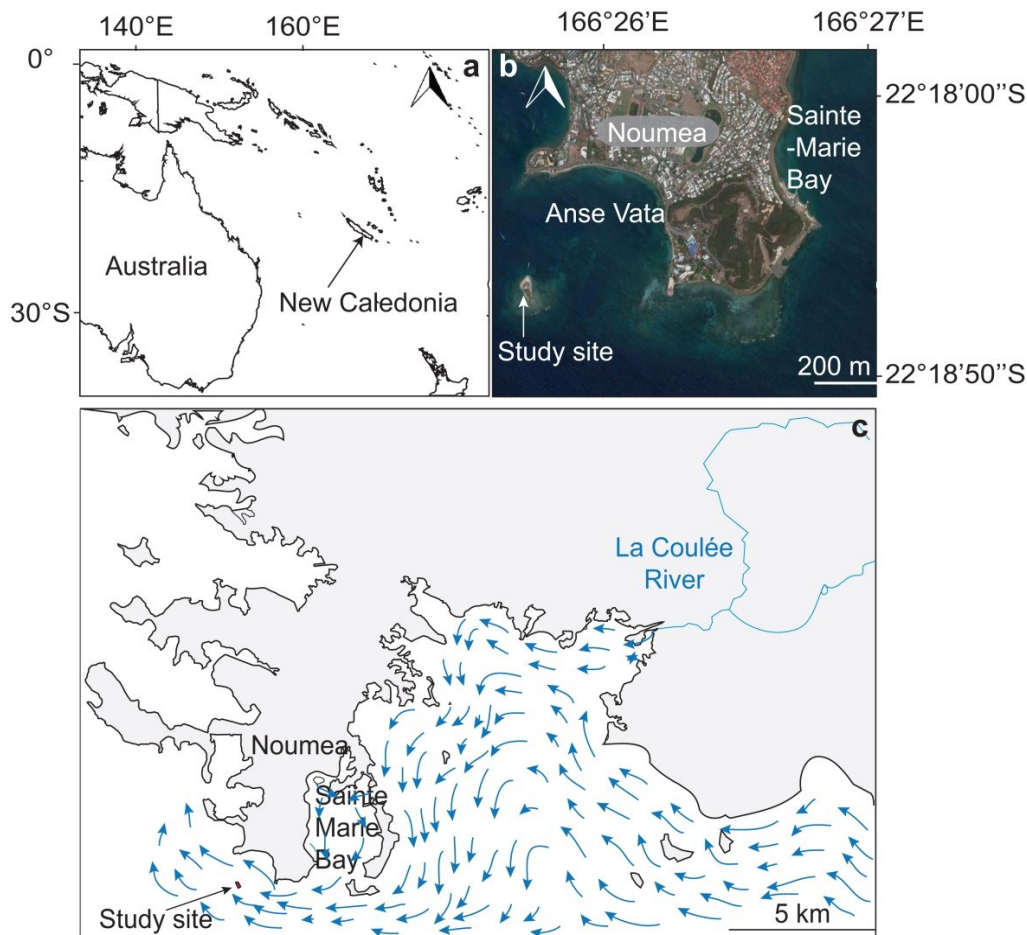 140°E
160°E
166°26'E
166°27'E
0°
30°S
a
Australia
New Caledonia
b
Noumea
Sainte
-Marie
Bay
Anse Vata
Study site
200 m
22°18'00''S
22°18'50''S
c
La Coulée
River
Noumea
Sainte
Marie
Bay
Study site
5 km